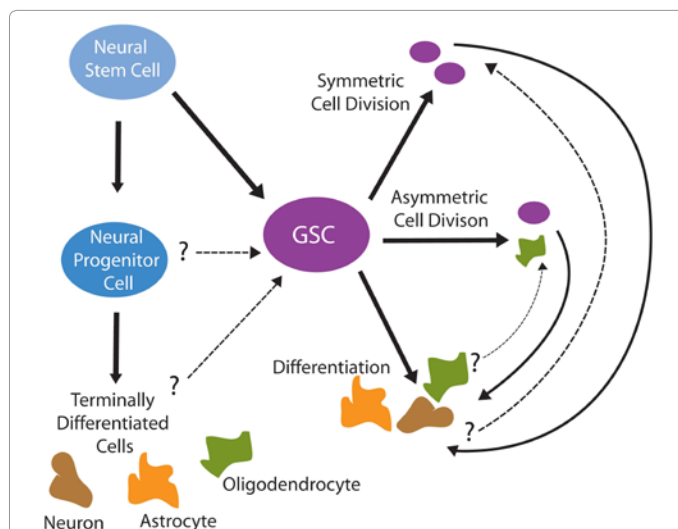 Neural
Stem Cell
Symmetric
Cell Division
Asymmetric
Cell Divison
GSC
Neural
Progenitor
Cell
?
?
Differentiation
?
?
Terminally
Differentiated
Cells
Oligodendrocyte
Neuron
Astrocyte